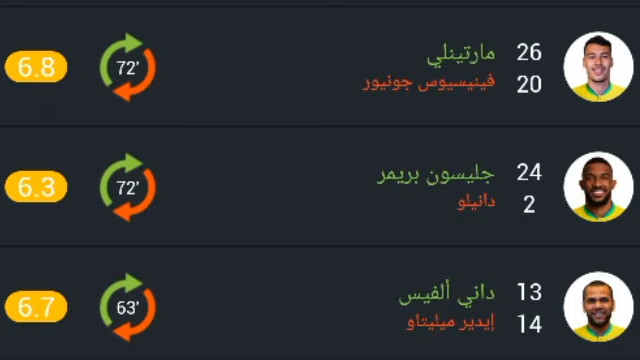 26 مارتينلي 72' 6.8
20 فينيسيوس جونيور
24 جليسون بريمر 72' 6.3
2 دانيلو
13 داني ألفيس 63' 6.7
14 إيدير ميليتاو